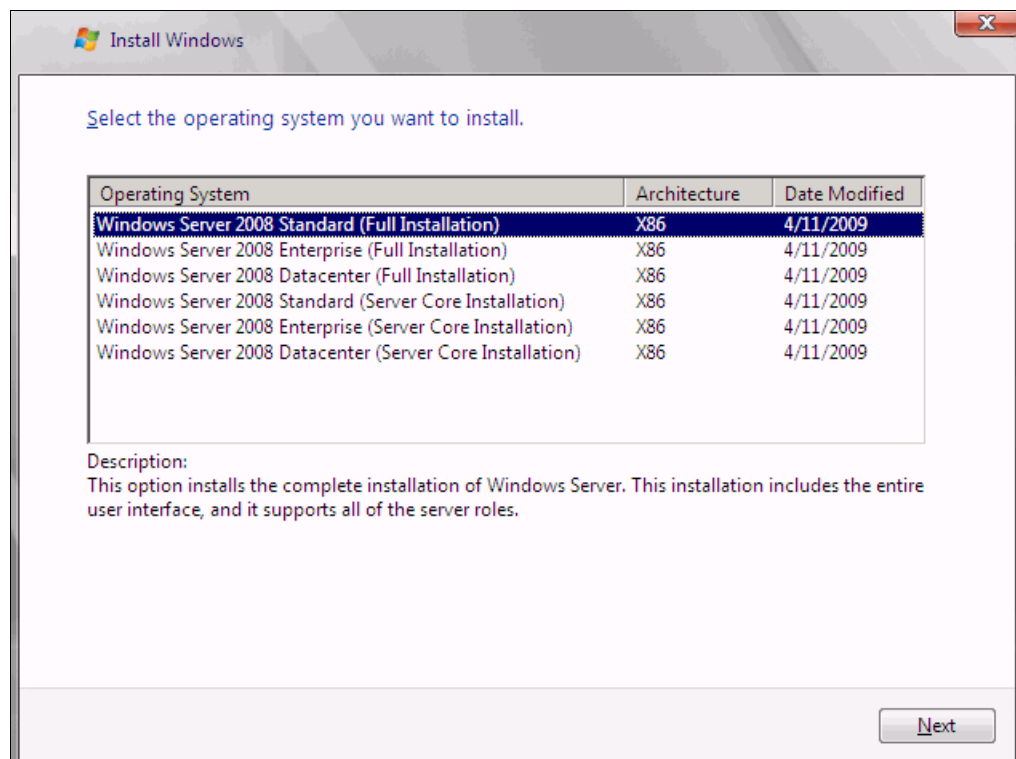 Install Windows
Select the operating system you want to install.
Operating System Architecture Date Modified
Windows Server 2008 Standard (Full Installation) X86 4/11/2009
Windows Server 2008 Enterprise (Full Installation) X86 4/11/2009
Windows Server 2008 Datacenter (Full Installation) X86 4/11/2009
Windows Server 2008 Standard (Server Core Installation) X86 4/11/2009
Windows Server 2008 Enterprise (Server Core Installation) X86 4/11/2009
Windows Server 2008 Datacenter (Server Core Installation) X86 4/11/2009
Description:
This option installs the complete installation of Windows Server. This installation includes the entire
user interface, and it supports all of the server roles.
Next